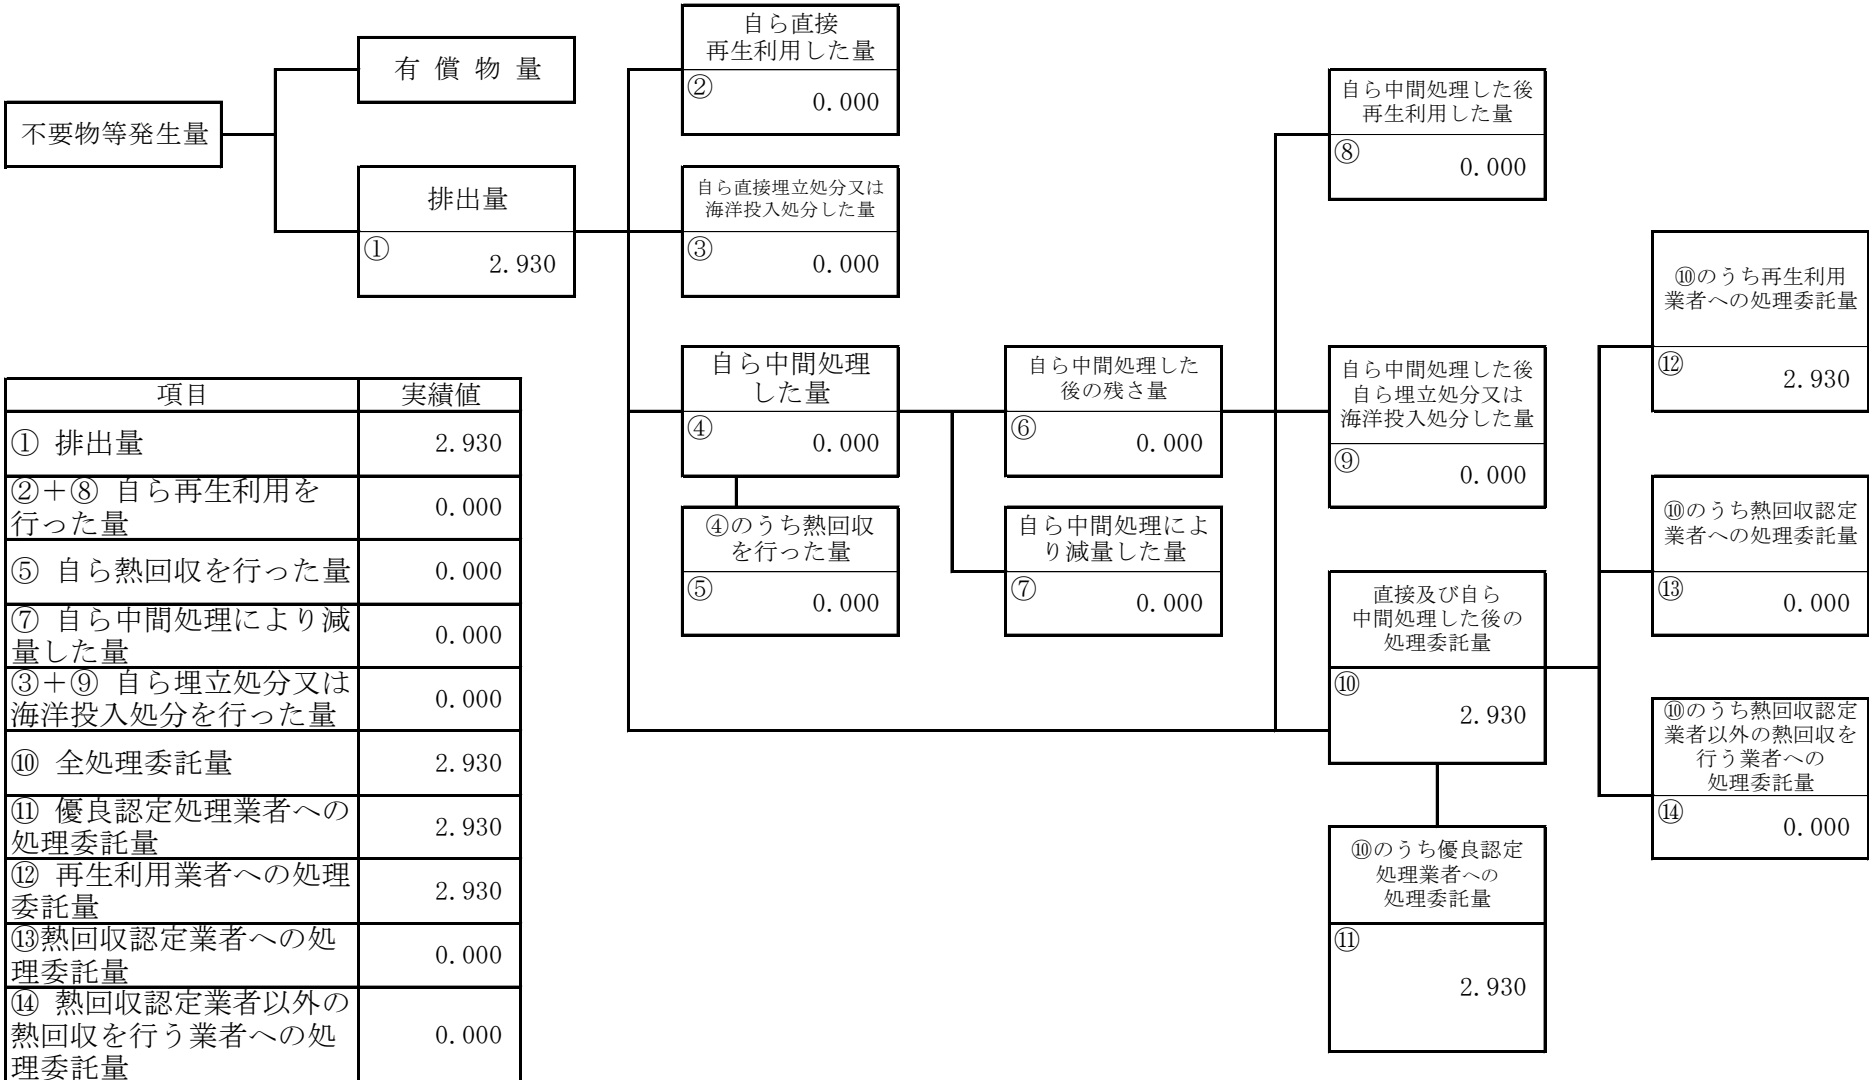 不要物等発生量
有 償 物 量
排出量
①
2.930
自ら直接
再生利用した量
②
0.000
自ら直接埋立処分又は
海洋投入処分した量
③
0.000
自ら中間処理
した量
④
0.000
④のうち熱回収
を行った量
⑤
0.000
自ら中間処理した
後の残さ量
⑥
0.000
自ら中間処理によ
り減量した量
⑦
0.000
自ら中間処理した後
再生利用した量
⑧
0.000
自ら中間処理した後
自ら埋立処分又は
海洋投入処分した量
⑨
0.000
直接及び自ら
中間処理した後の
処理委託量
⑩
2.930
⑩のうち優良認定
処理業者への
処理委託量
⑪
2.930
⑩のうち再生利用
業者への処理委託量
⑫
2.930
⑩のうち熱回収認定
業者への処理委託量
⑬
0.000
⑩のうち熱回収認定
業者以外の熱回収を
行う業者への
処理委託量
⑭
0.000
項目 実績値
① 排出量 2.930
②＋⑧ 自ら再生利用を
行った量 0.000
⑤ 自ら熱回収を行った量 0.000
⑦ 自ら中間処理により減
量した量 0.000
③＋⑨ 自ら埋立処分又は
海洋投入処分を行った量 0.000
⑩ 全処理委託量 2.930
⑪ 優良認定処理業者への
処理委託量 2.930
⑫ 再生利用業者への処理
委託量 2.930
⑬熱回収認定業者への処
理委託量 0.000
⑭ 熱回収認定業者以外の
熱回収を行う業者への処
理委託量 0.000